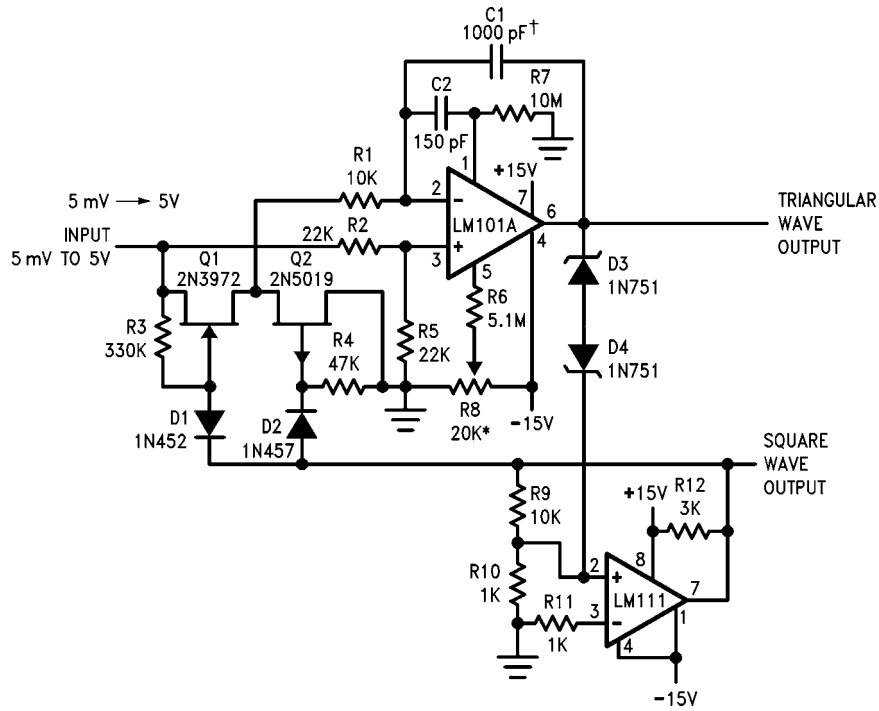 C1
1000 pF†
C2
150 pF
R7
10M
R1
10K
5 mV → 5V
INPUT
5 mV TO 5V
R2
22K
1
2
−
LM101A
+
3
+15V
7
6
4
5
TRIANGULAR
WAVE
OUTPUT
Q1
2N3972
Q2
2N5019
R3
330K
R4
47K
R5
22K
R6
5.1M
R8
20K*
−15V
D3
1N751
D4
1N751
D1
1N452
D2
1N457
SQUARE
WAVE
OUTPUT
R9
10K
R10
1K
R11
1K
+15V
R12
3K
8
2
+
LM111
3
−
7
1
4
−15V